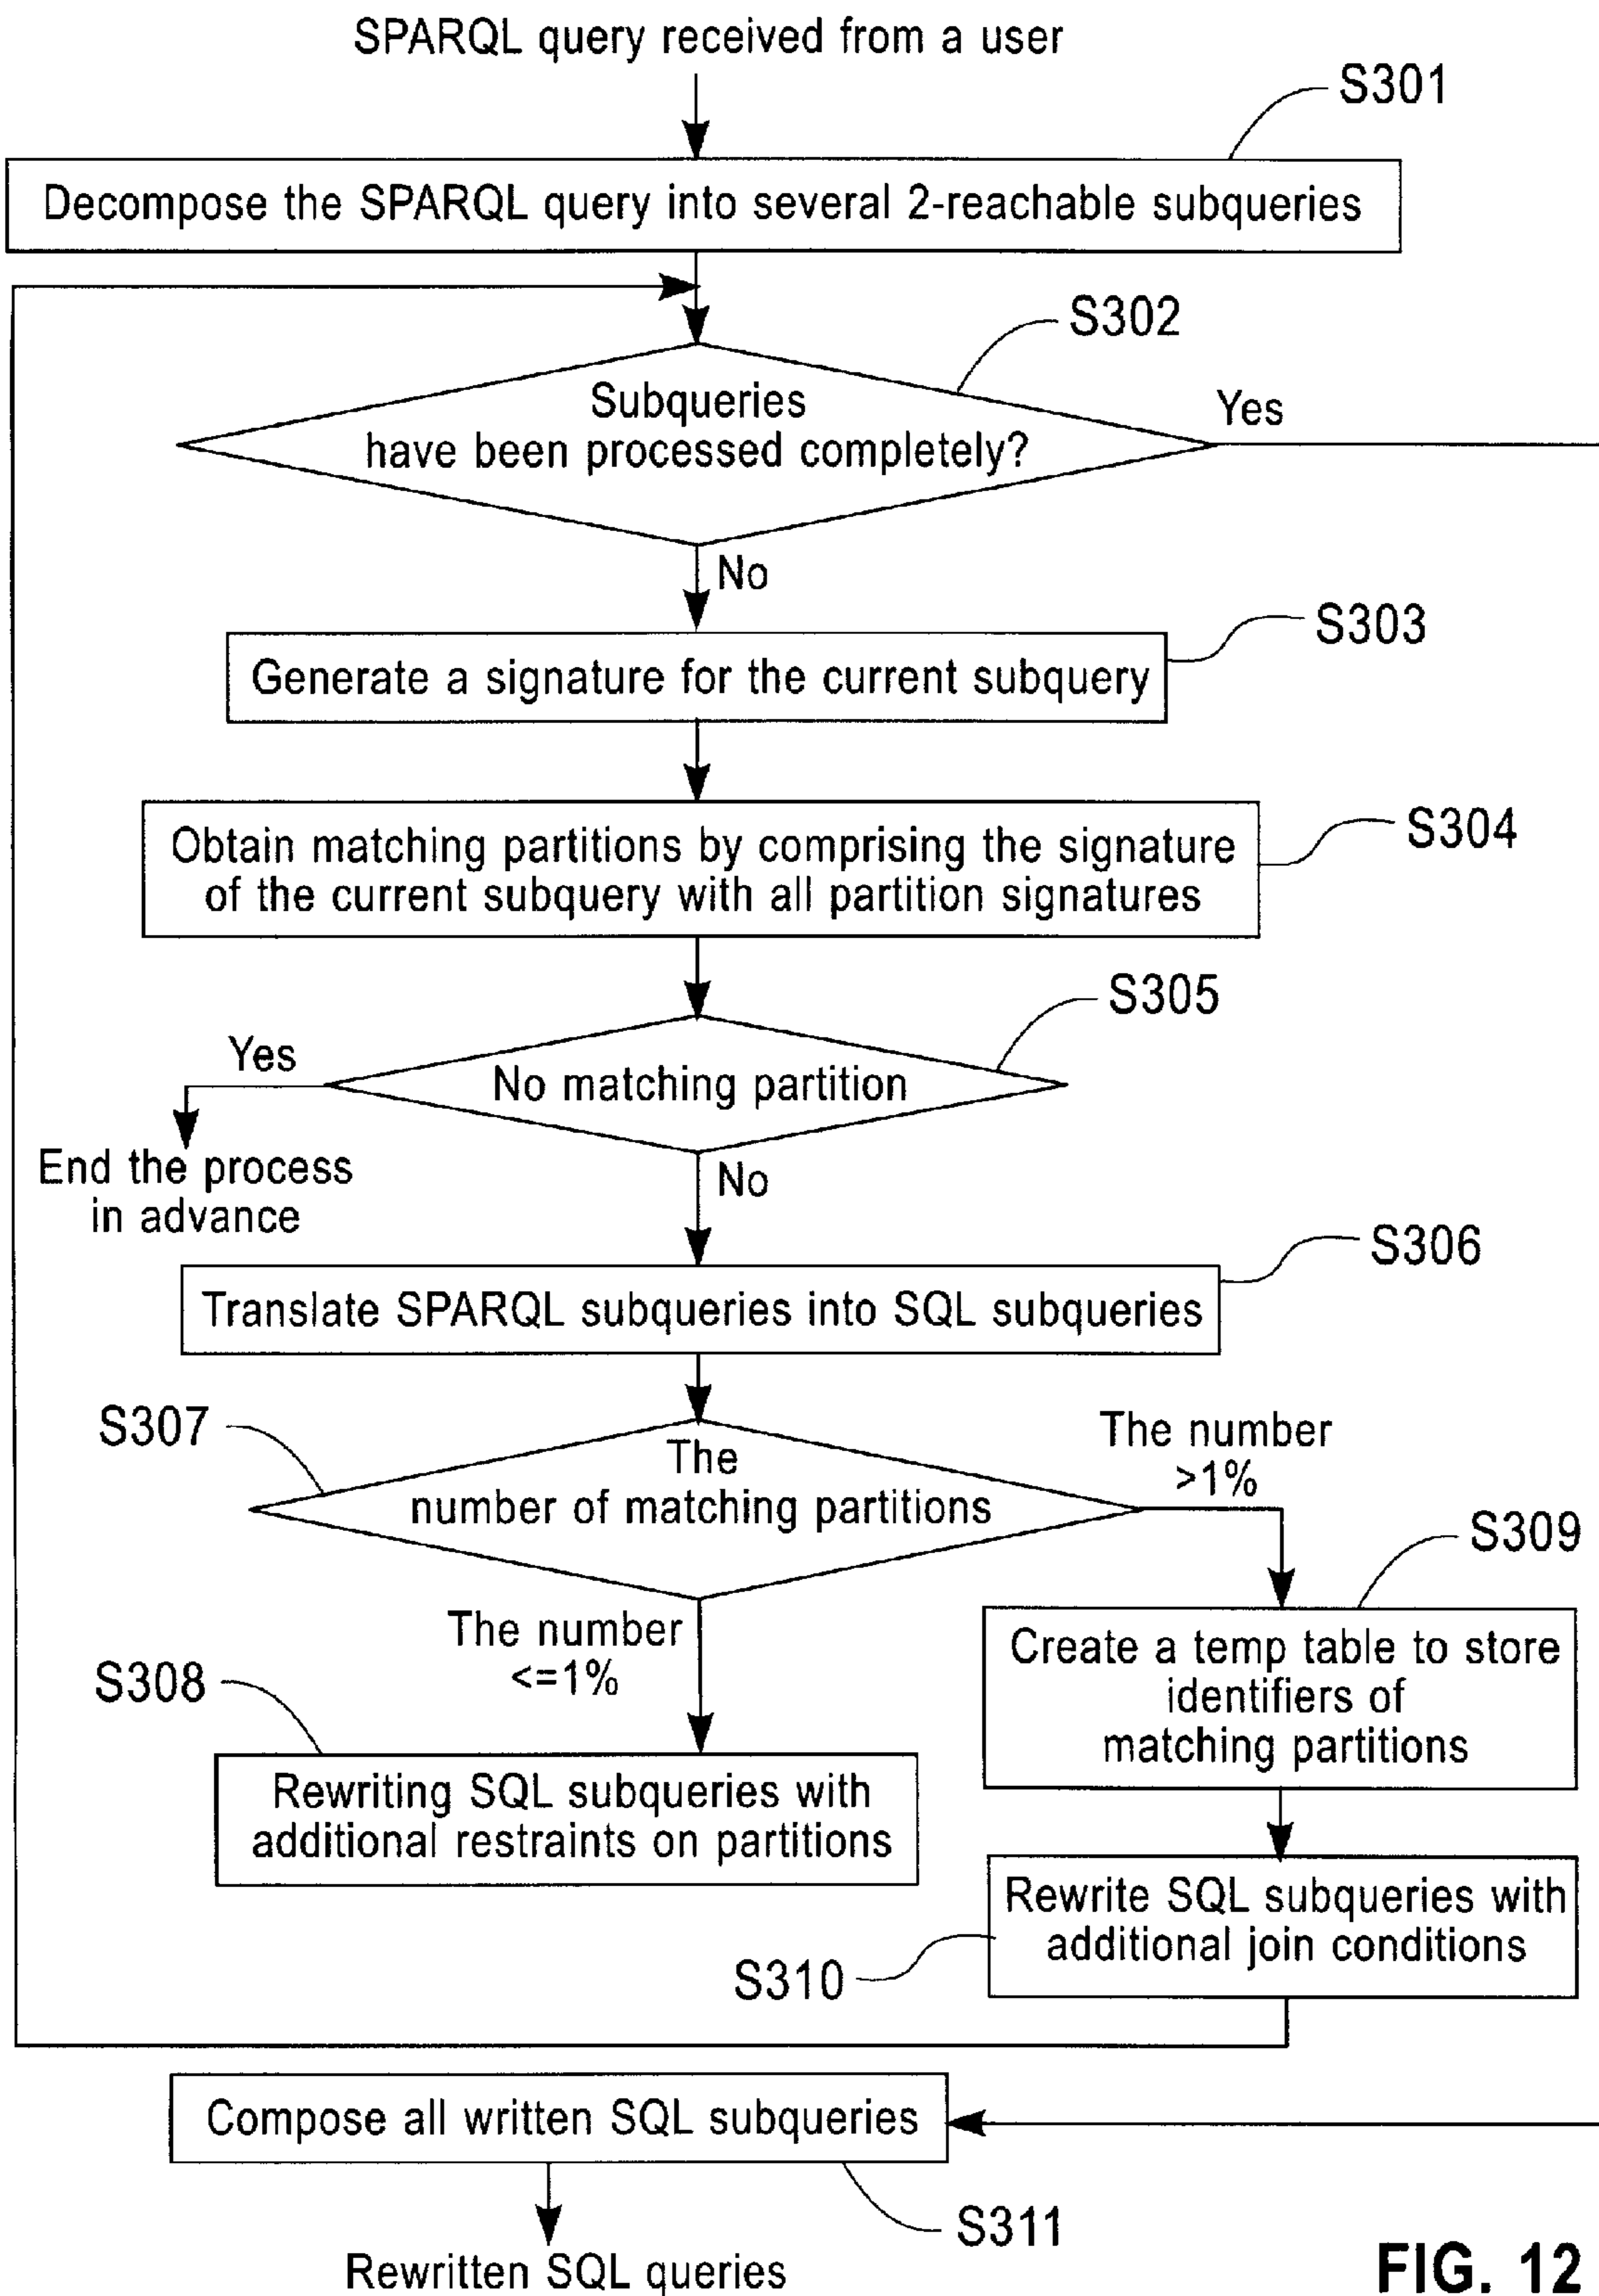 SPARQL query received from a user
S301
Decompose the SPARQL query into several 2-reachable subqueries
S302
Subqueries
have been processed completely?
Yes
No
S303
Generate a signature for the current subquery
S304
Obtain matching partitions by comprising the signature
of the current subquery with all partition signatures
S305
No matching partition
Yes
End the process
in advance
No
S306
Translate SPARQL subqueries into SQL subqueries
S307
The
number of matching partitions
The number
>1%
S309
The number
<=1%
Create a temp table to store
identifiers of
matching partitions
S308
Rewriting SQL subqueries with
additional restraints on partitions
Rewrite SQL subqueries with
additional join conditions
S310
Compose all written SQL subqueries
S311
Rewritten SQL queries
FIG. 12